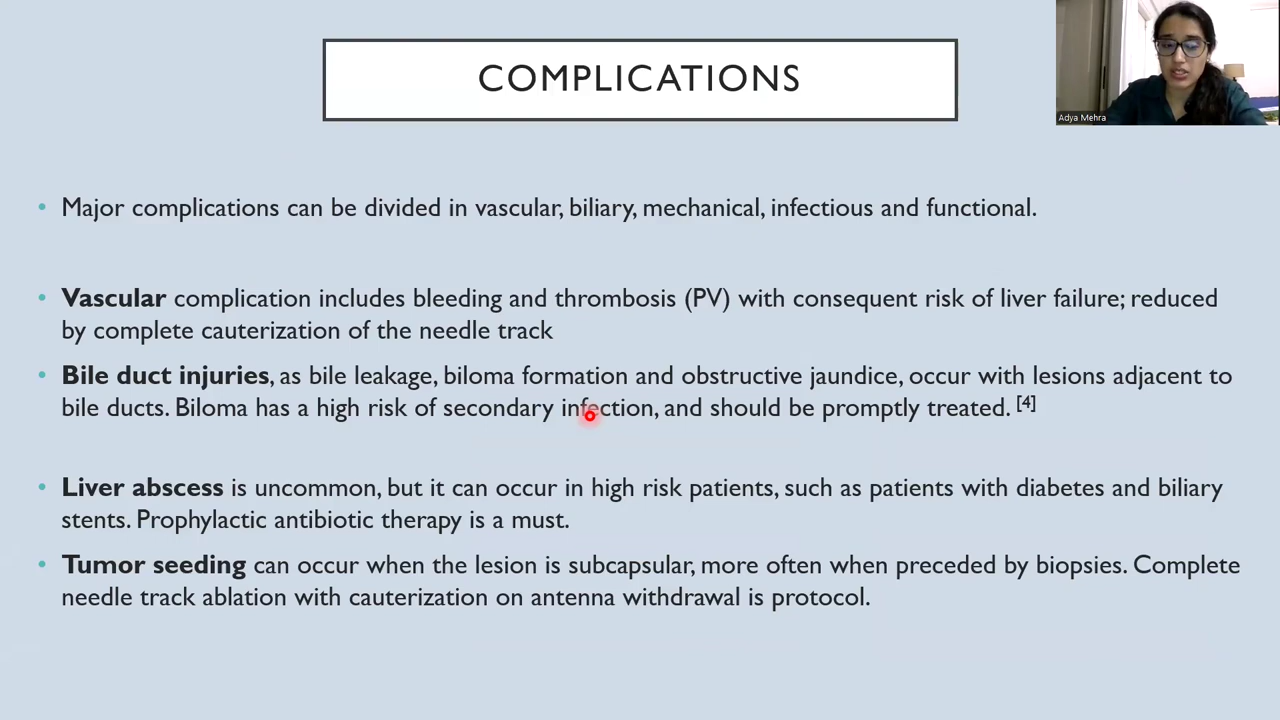 COMPLICATIONS
Adya Mehra
• Major complications can be divided in vascular, biliary, mechanical, infectious and functional.
• Vascular complication includes bleeding and thrombosis (PV) with consequent risk of liver failure; reduced
by complete cauterization of the needle track
• Bile duct injuries, as bile leakage, biloma formation and obstructive jaundice, occur with lesions adjacent to
bile ducts. Biloma has a high risk of secondary infection, and should be promptly treated. [4]
• Liver abscess is uncommon, but it can occur in high risk patients, such as patients with diabetes and biliary
stents. Prophylactic antibiotic therapy is a must.
• Tumor seeding can occur when the lesion is subcapsular, more often when preceded by biopsies. Complete
needle track ablation with cauterization on antenna withdrawal is protocol.